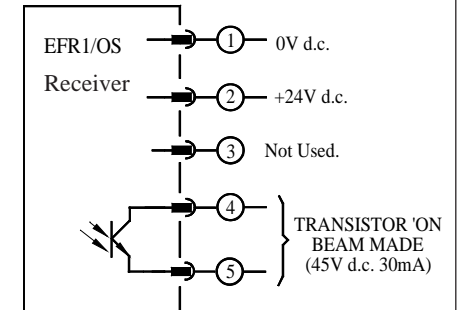 EFR1/OS
Receiver
1 0V d.c.
2 +24V d.c.
3 Not Used.
4
5
TRANSISTOR 'ON
BEAM MADE
(45V d.c. 30mA)